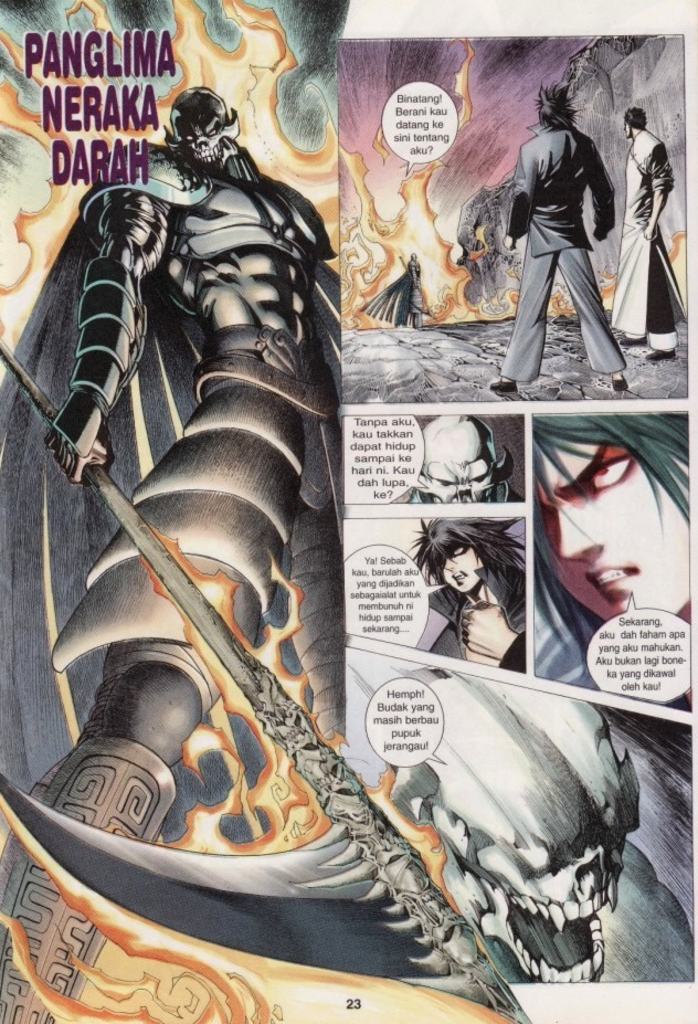 PANGLIMA
NERAKA
DARAH
Binatang!
Berani kau
datang ke
sini tentang
aku?
Tanpa aku,
kau takkan
dapat hidup
sampai ke
hari ni. Kau
dah lupa,
ke?
Ya! Sebab
kau, barulah aku
yang dijadikan
sebagaialat untuk
membunuh ni
hidup sampai
sekarang....
Sekarang,
aku dah faham apa
yang aku mahukan.
Aku bukan lagi bone-
ka yang dikawal
oleh kau!
Hemph!
Budak yang
masih berbau
pupuk
jerangau!
23